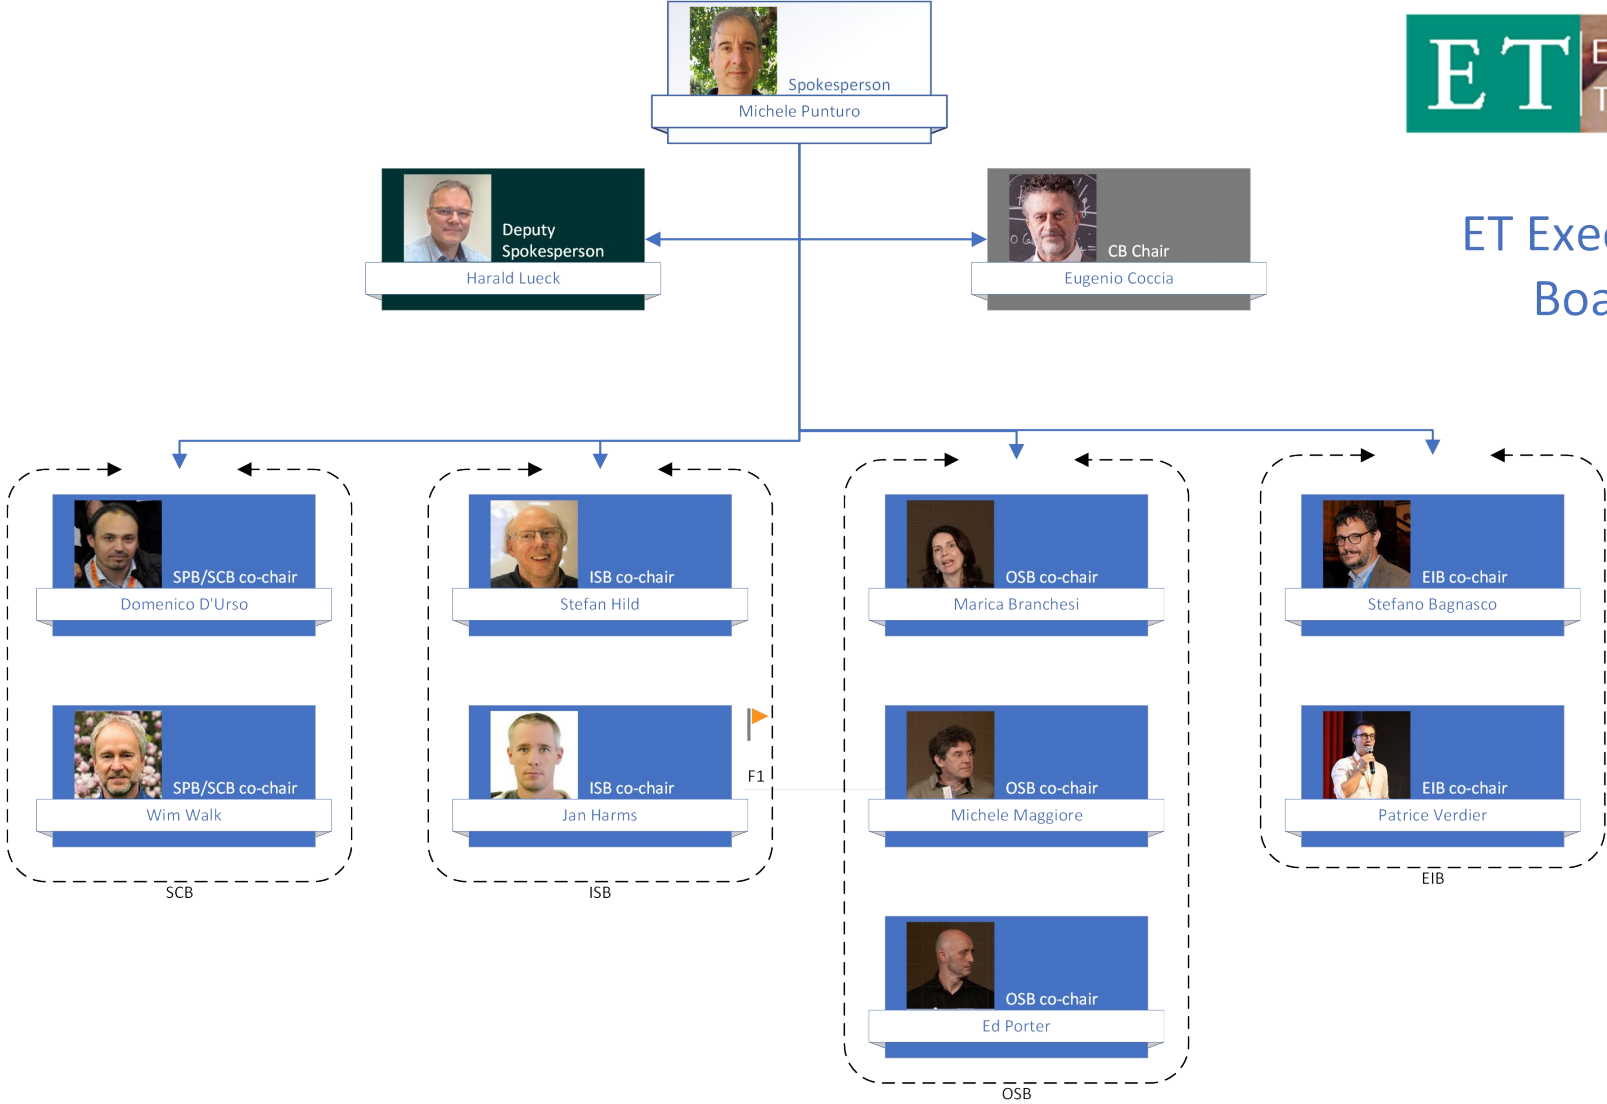 Spokesperson
Michele Punturo
ET
Deputy
Spokesperson
Harald Lueck
CB Chair
Eugenio Coccia
ET
Boa
SPB/SCB co-chair
Domenico D'Urso
ISB co-chair
Stefan Hild
OSB co-chair
Marica Branchesi
EIB co-chair
Stefano Bagnasco
SPB/SCB co-chair
Wim Walk
ISB co-chair
Jan Harms
F1
OSB co-chair
Michele Maggiore
EIB co-chair
Patrice Verdier
SCB
ISB
EIB
OSB co-chair
Ed Porter
OSB